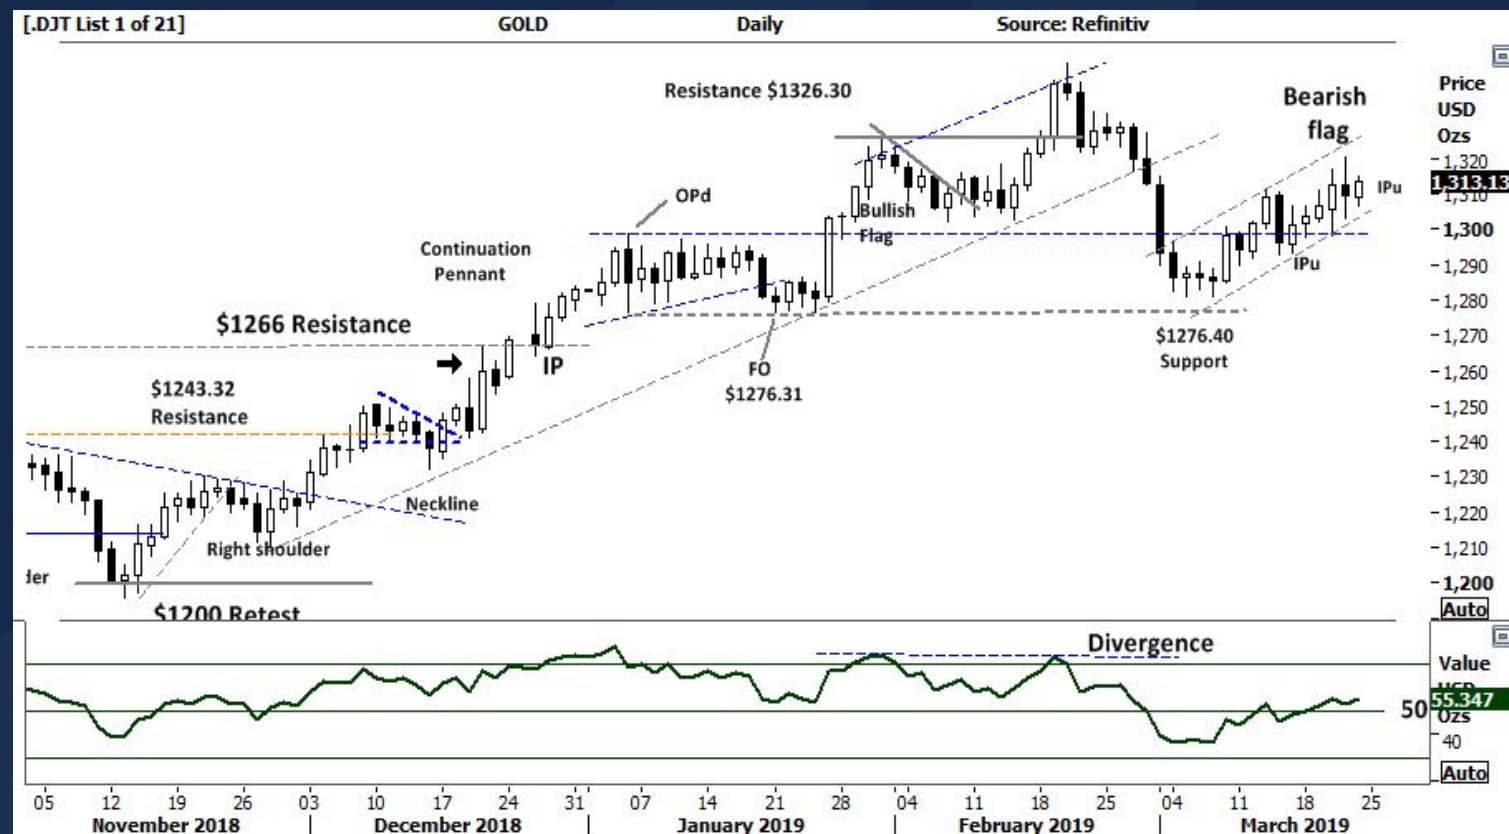 [.DJT List 1 of 21] GOLD Daily Source: Refinitiv
Price
USD
Ozs
Resistance $1326.30
Bearish
flag
1,320
1,313.13
1,310
IPu
OPd
Bullish
Flag
1,300
Continuation
Pennant
IPu
1,290
1,280
$1266 Resistance
1,270
$1276.40
Support
IP
FO
$1276.31
1,260
$1243.32
Resistance
1,250
1,240
1,230
Neckline
1,220
Right shoulder
1,210
der
1,200
$1200 Retest
Auto
Divergence
Value
USD
50
55.347
Ozs
40
Auto
05 12 19 26 03 10 17 24 31 07 14 21 28 04 11 18 25 04 11 18 25
November 2018 December 2018 January 2019 February 2019 March 2019